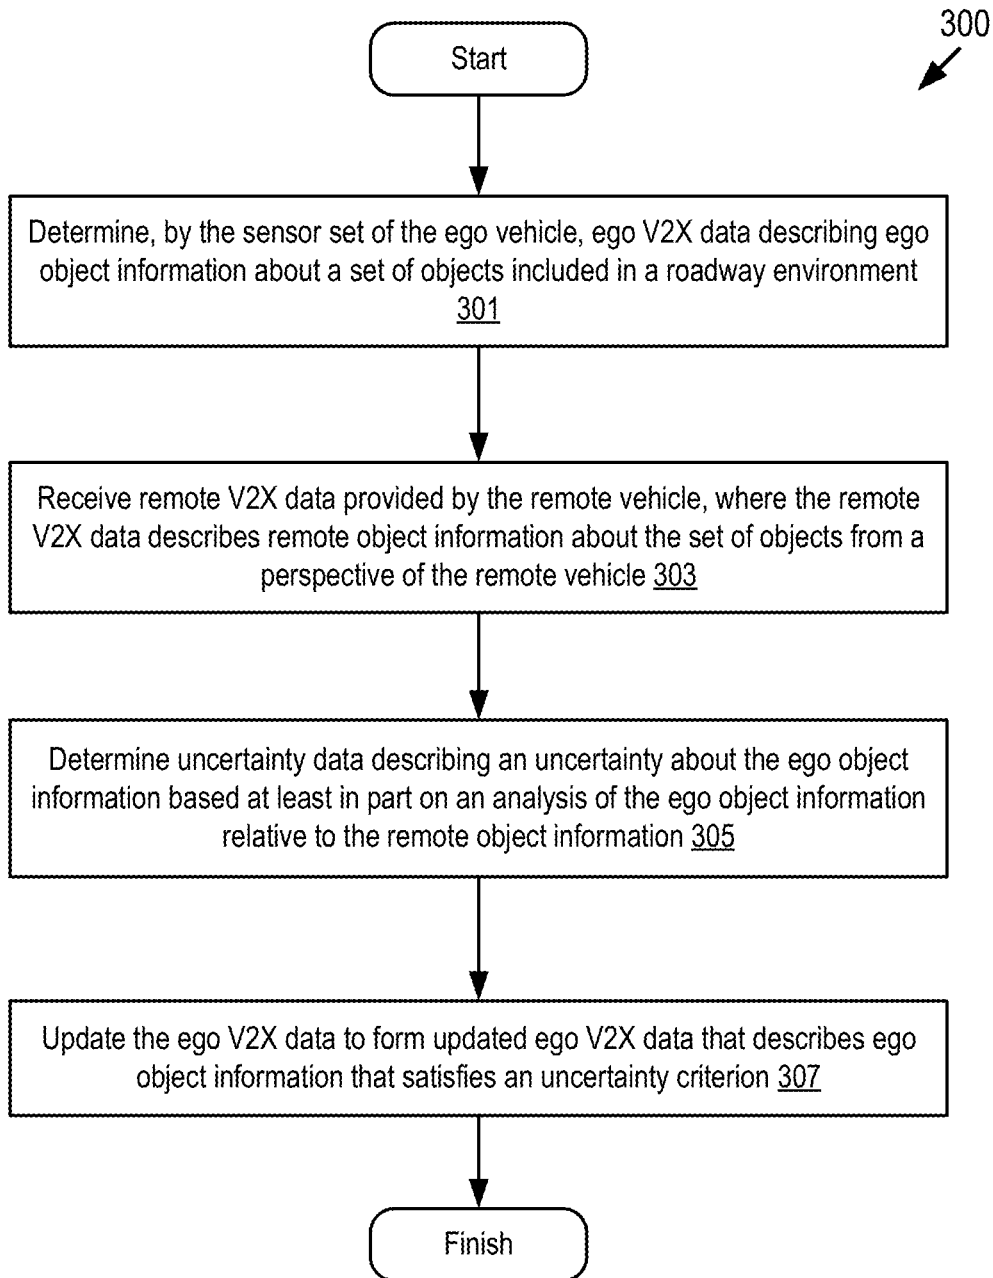 300
Start
Determine, by the sensor set of the ego vehicle, ego V2X data describing ego
object information about a set of objects included in a roadway environment
301
Receive remote V2X data provided by the remote vehicle, where the remote
V2X data describes remote object information about the set of objects from a
perspective of the remote vehicle 303
Determine uncertainty data describing an uncertainty about the ego object
information based at least in part on an analysis of the ego object information
relative to the remote object information 305
Update the ego V2X data to form updated ego V2X data that describes ego
object information that satisfies an uncertainty criterion 307
Finish